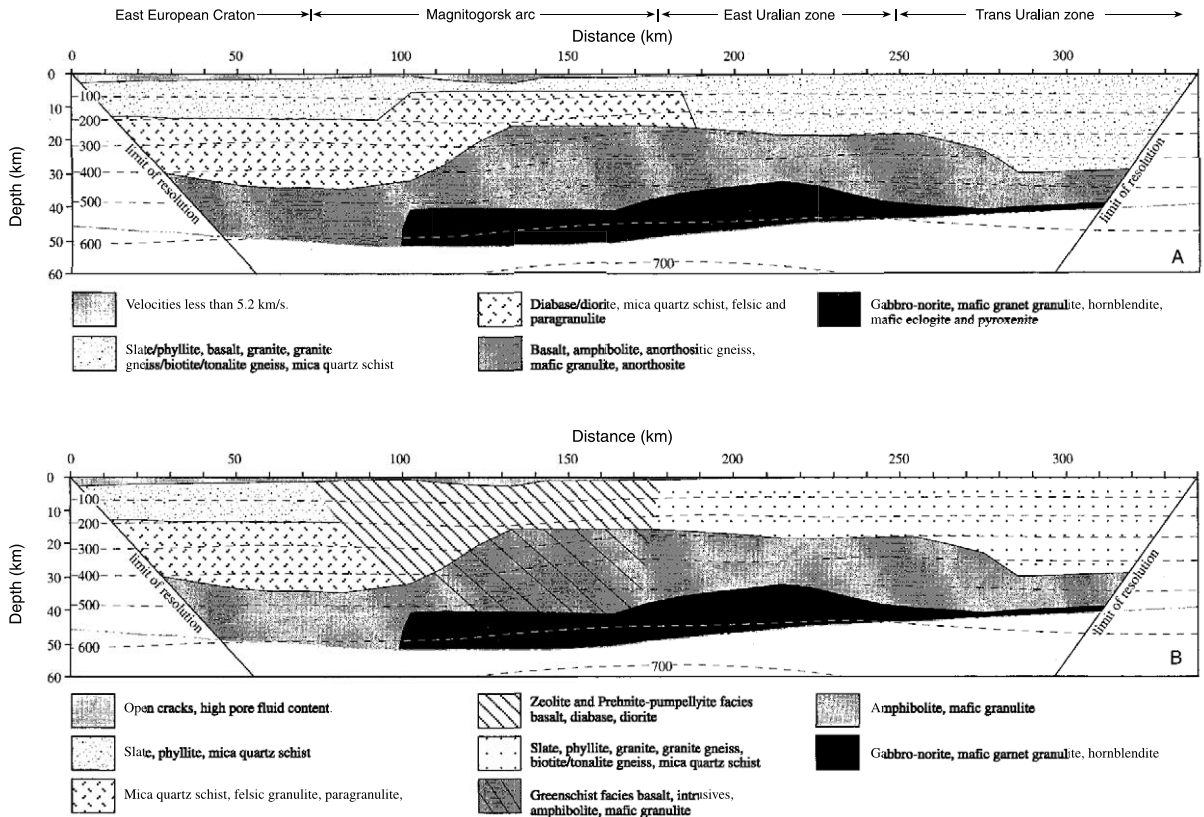 East European Craton Magnitogorsk arc East Uralian zone Trans Uralian zone
Distance (km)
0 50 100 150 200 250 300
Depth (km)
0
10
20
30
40
50
60
100
200
300
400
500
600
700
limit of resolution
limit of resolution
A
Velocities less than 5.2 km/s.
Slate/phyllite, basalt, granite, granite
gneiss/biotite/tonalite gneiss, mica quartz schist
Diabase/diorite, mica quartz schist, felsic and
paragranulite
Basalt, amphibolite, anorthositic gneiss,
mafic granulite, anorthosite
Gabbro-norite, mafic granet granulite, hornblendite,
mafic eclogite and pyroxenite
Distance (km)
0 50 100 150 200 250 300
Depth (km)
0
10
20
30
40
50
60
100
200
300
400
500
600
700
limit of resolution
limit of resolution
B
Open cracks, high pore fluid content.
Slate, phyllite, mica quartz schist
Mica quartz schist, felsic granulite, paragranulite,
Zeolite and Prehnite-pumpellyite facies
basalt, diabase, diorite
Slate, phyllite, granite, granite gneiss,
biotite/tonalite gneiss, mica quartz schist
Greenschist facies basalt, intrusives,
amphibolite, mafic granulite
Amphibolite, mafic granulite
Gabbro-norite, mafic garnet granulite, hornblendite